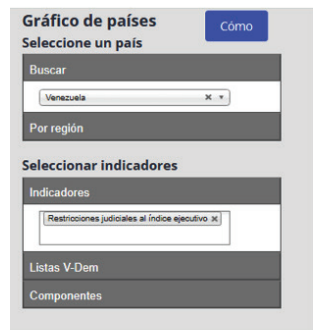 Gráfico de países
Cómo
Seleccione un país
Buscar
Venezuela
Por región
Seleccionar indicadores
Indicadores
Restricciones judiciales al índice ejecutivo
Listas V-Dem
Componentes